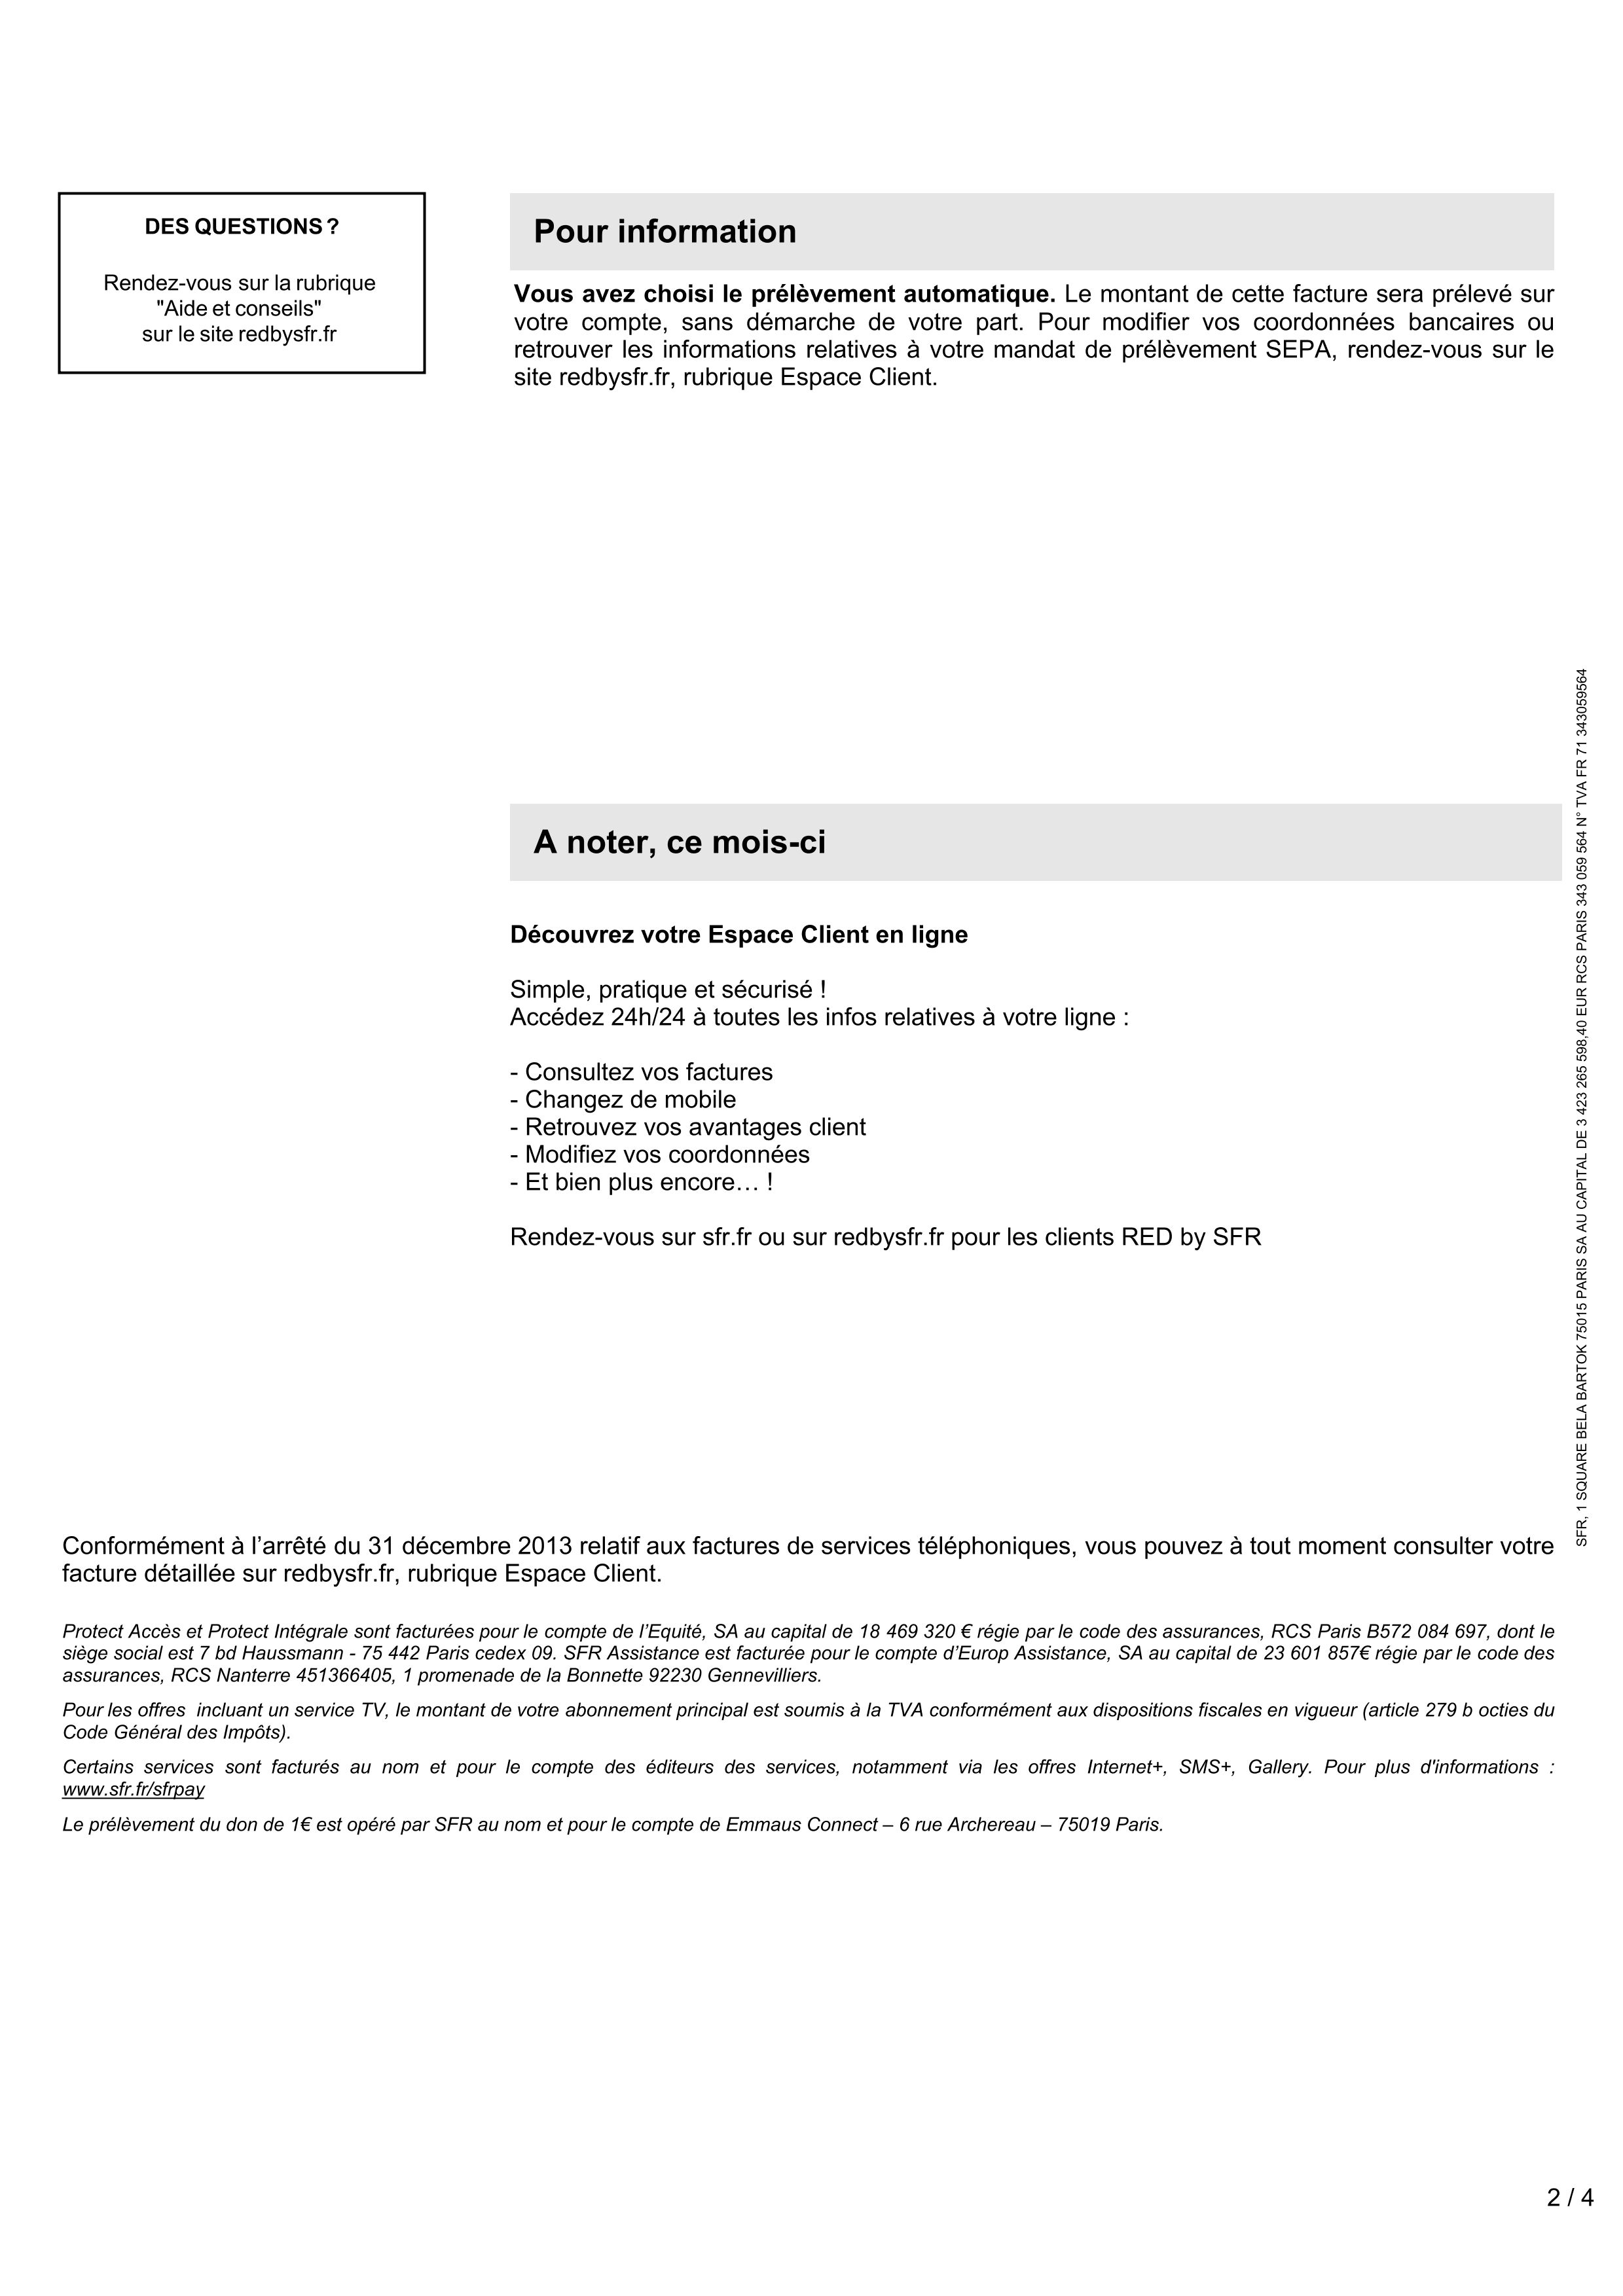 DES QUESTIONS ?
Rendez-vous sur la rubrique
"Aide et conseils"
sur le site redbysfr.fr
Pour information
Vous avez choisi le prélèvement automatique. Le montant de cette facture sera prélevé sur
votre compte, sans démarche de votre part. Pour modifier vos coordonnées bancaires ou
retrouver les informations relatives à votre mandat de prélèvement SEPA, rendez-vous sur le
site redbysfr.fr, rubrique Espace Client.
A noter, ce mois-ci
Découvrez votre Espace Client en ligne
Simple, pratique et sécurisé !
Accédez 24h/24 à toutes les infos relatives à votre ligne :
- Consultez vos factures
- Changez de mobile
- Retrouvez vos avantages client
- Modifiez vos coordonnées
- Et bien plus encore… !
Rendez-vous sur sfr.fr ou sur redbysfr.fr pour les clients RED by SFR
SFR, 1 SQUARE BELA BARTOK 75015 PARIS SA AU CAPITAL DE 3 423 265 598,40 EUR RCS PARIS 343 059 564 N° TVA FR 71 343059564
Conformément à l’arrêté du 31 décembre 2013 relatif aux factures de services téléphoniques, vous pouvez à tout moment consulter votre
facture détaillée sur redbysfr.fr, rubrique Espace Client.
Protect Accès et Protect Intégrale sont facturées pour le compte de l’Equité, SA au capital de 18 469 320 € régie par le code des assurances, RCS Paris B572 084 697, dont le
siège social est 7 bd Haussmann - 75 442 Paris cedex 09. SFR Assistance est facturée pour le compte d’Europ Assistance, SA au capital de 23 601 857€ régie par le code des
assurances, RCS Nanterre 451366405, 1 promenade de la Bonnette 92230 Gennevilliers.
Pour les offres incluant un service TV, le montant de votre abonnement principal est soumis à la TVA conformément aux dispositions fiscales en vigueur (article 279 b octies du
Code Général des Impôts).
Certains services sont facturés au nom et pour le compte des éditeurs des services, notamment via les offres Internet+, SMS+, Gallery. Pour plus d'informations :
www.sfr.fr/sfrpay
Le prélèvement du don de 1€ est opéré par SFR au nom et pour le compte de Emmaus Connect – 6 rue Archereau – 75019 Paris.
2 / 4